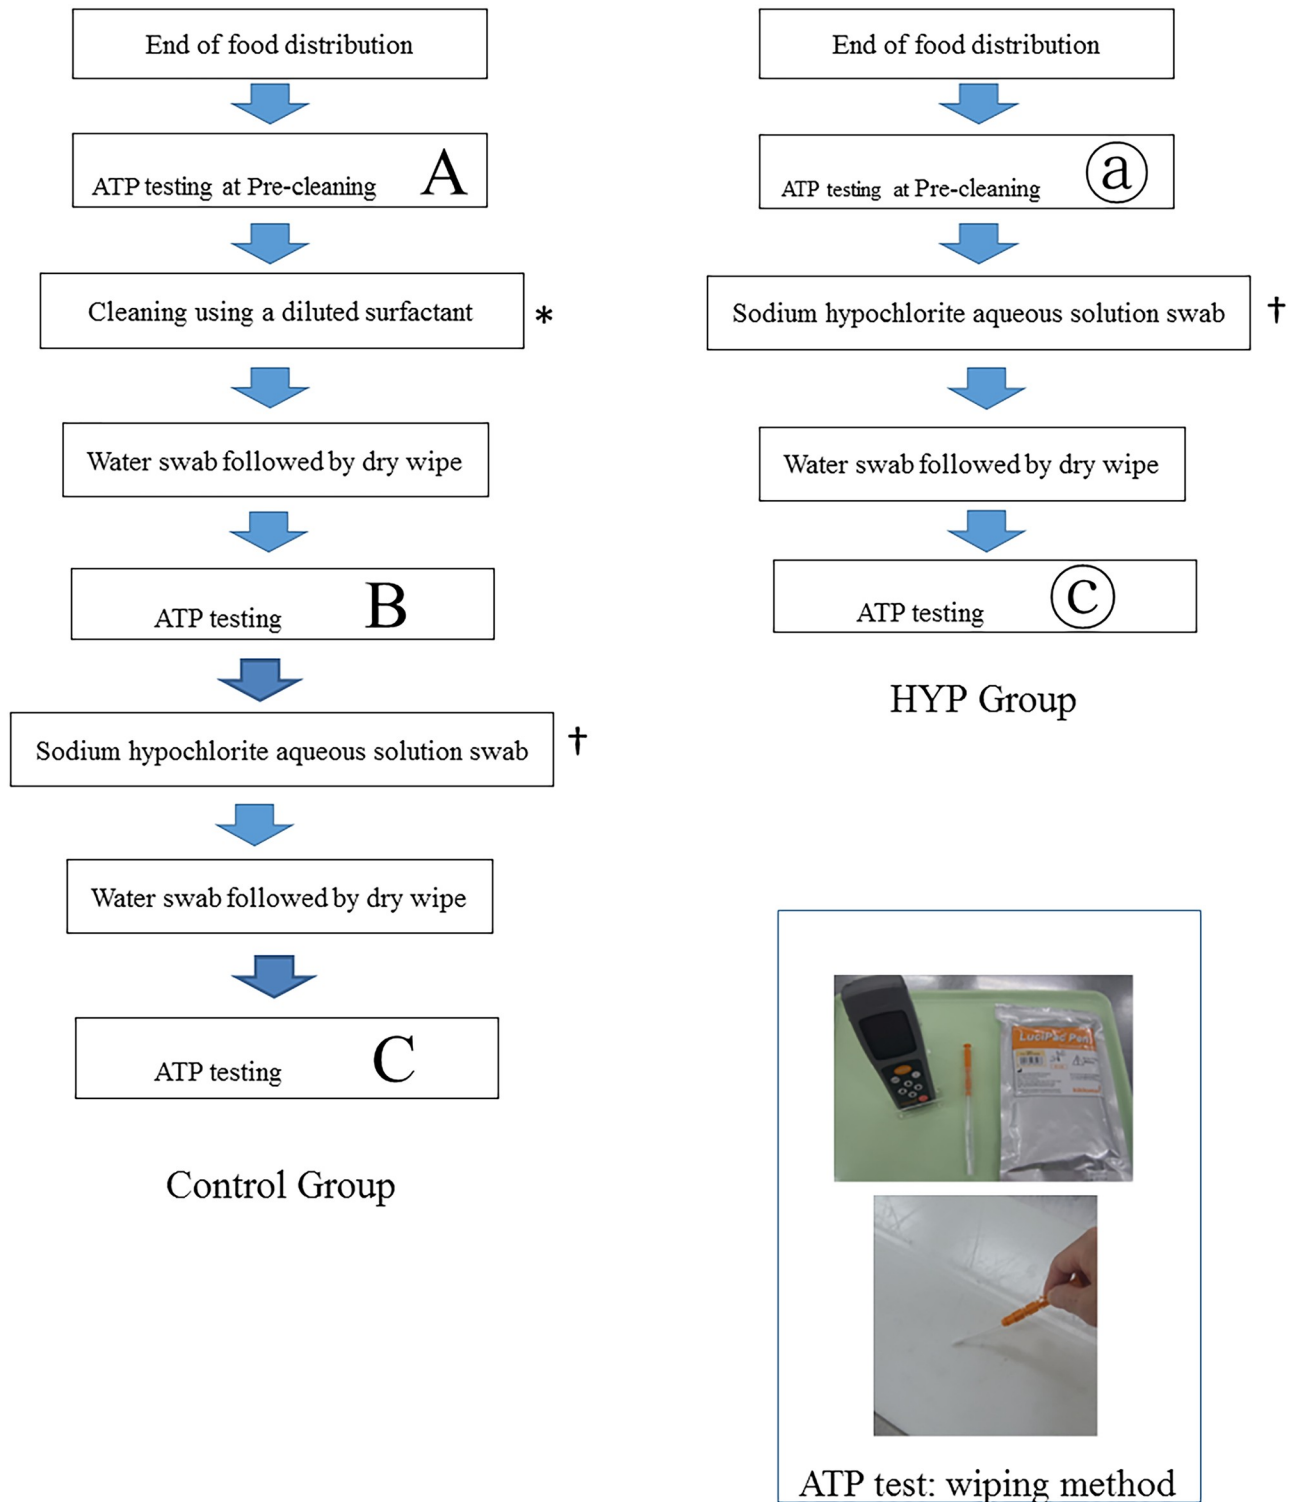 End of food distribution
ATP testing at Pre-cleaning A
Cleaning using a diluted surfactant *
Water swab followed by dry wipe
ATP testing B
Sodium hypochlorite aqueous solution swab †
Water swab followed by dry wipe
ATP testing C
Control Group
End of food distribution
ATP testing at Pre-cleaning ⓐ
Sodium hypochlorite aqueous solution swab †
Water swab followed by dry wipe
ATP testing ⓒ
HYP Group
LuciPac Pen
ATP test: wiping method